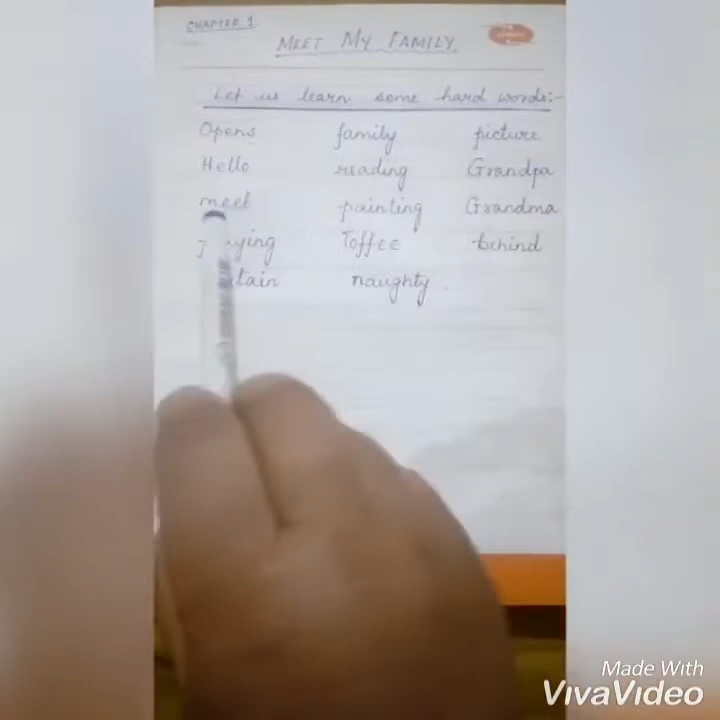 CHAPTER 1
MEET MY FAMILY
Let us learn some hard words:-
Opens family picture
Hello reading Grandpa
meet painting Grandma
Toffee behind
naughty
Made With
VivaVideo